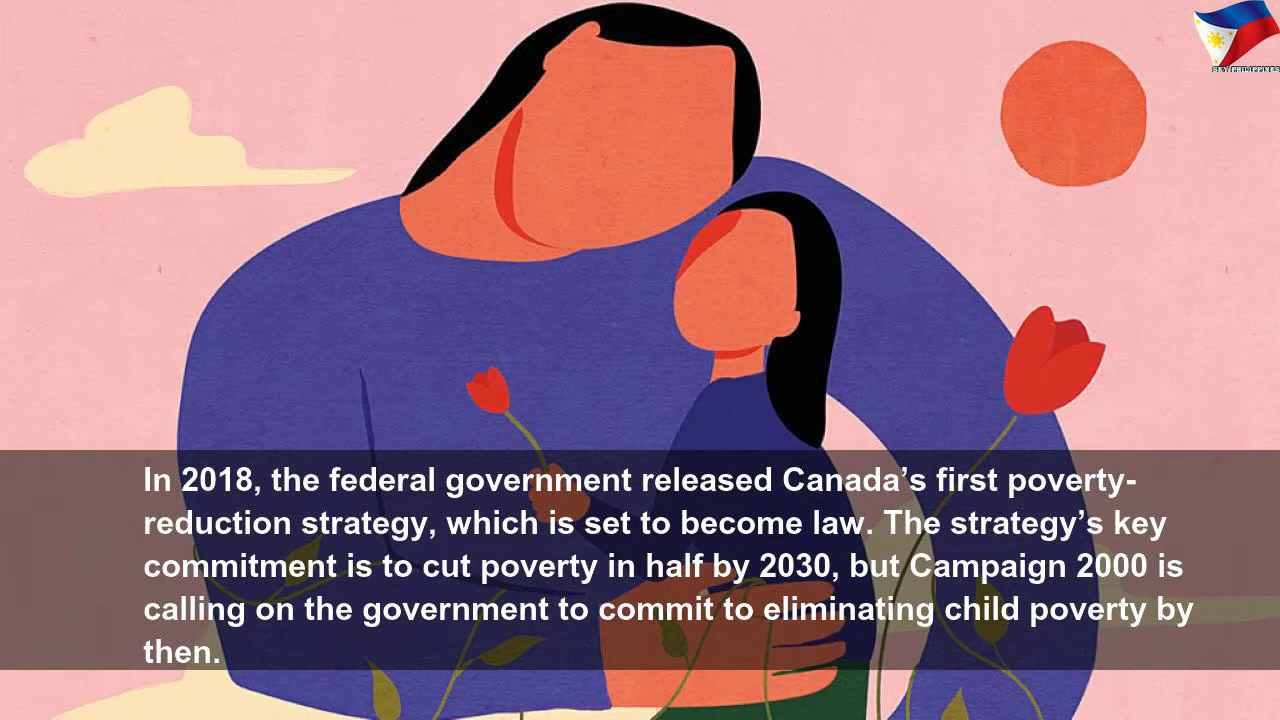 SKY PHILIPPINES
In 2018, the federal government released Canada’s first poverty-
reduction strategy, which is set to become law. The strategy’s key
commitment is to cut poverty in half by 2030, but Campaign 2000 is
calling on the government to commit to eliminating child poverty by
then.